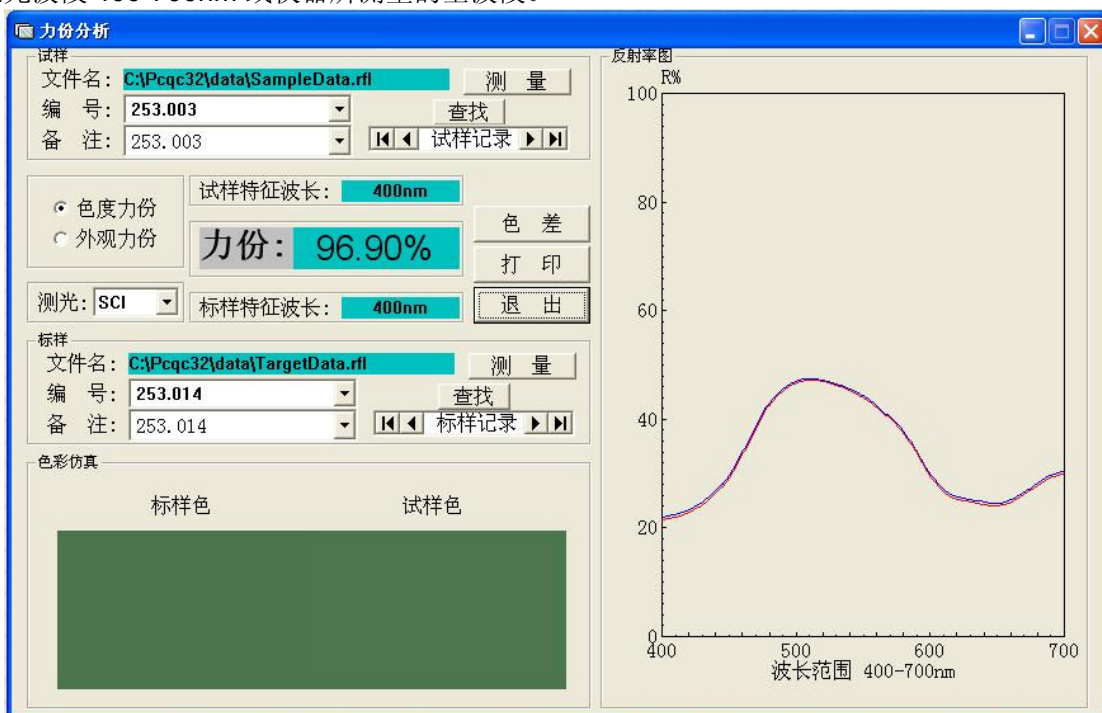 400-700nm
力份分析
试样
文件名: C:\Pcqc32\data\SampleData.rfl 测 量
编 号: 253.003 查找
备 注: 253.003 试样记录
色度力份
外观力份
试样特征波长: 400nm
力份: 96.90%
色 差
打 印
测光: SCI
标样特征波长: 400nm
退 出
标样
文件名: C:\Pcqc32\data\TargetData.rfl 测 量
编 号: 253.014 查找
备 注: 253.014 标样记录
色彩仿真
标样色 试样色
反射率图
R%
100
80
60
40
20
0
400 500 600 700
波长范围 400-700nm